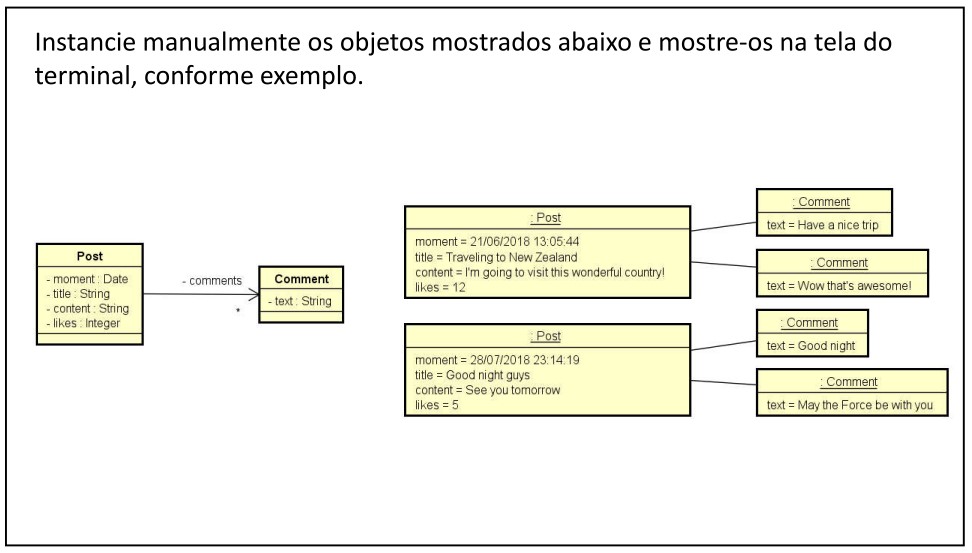 Instancie manualmente os objetos mostrados abaixo e mostre-os na tela do
terminal, conforme exemplo.
Post
- moment : Date
- title : String
- content : String
- likes : Integer
- comments
*
Comment
- text : String
: Post
moment = 21/06/2018 13:05:44
title = Traveling to New Zealand
content = I'm going to visit this wonderful country!
likes = 12
: Comment
text = Have a nice trip
: Comment
text = Wow that's awesome!
: Post
moment = 28/07/2018 23:14:19
title = Good night guys
content = See you tomorrow
likes = 5
: Comment
text = Good night
: Comment
text = May the Force be with you